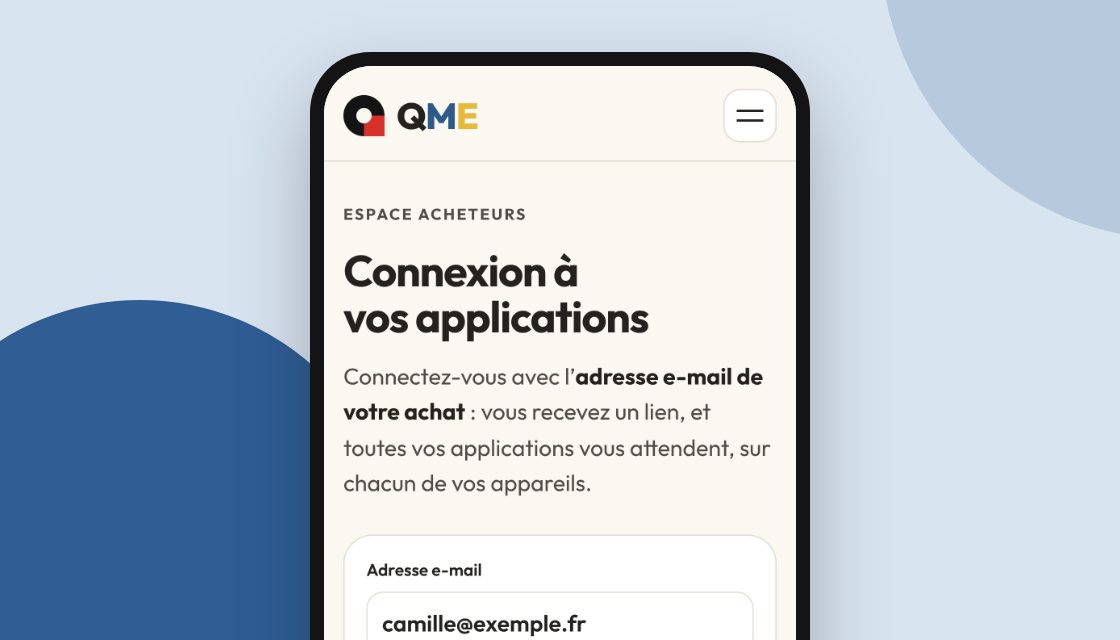 QME
ESPACE ACHETEURS
Connexion à
vos applications
Connectez-vous avec l’adresse e-mail de
votre achat : vous recevez un lien, et
toutes vos applications vous attendent, sur
chacun de vos appareils.
Adresse e-mail
camille@exemple.fr